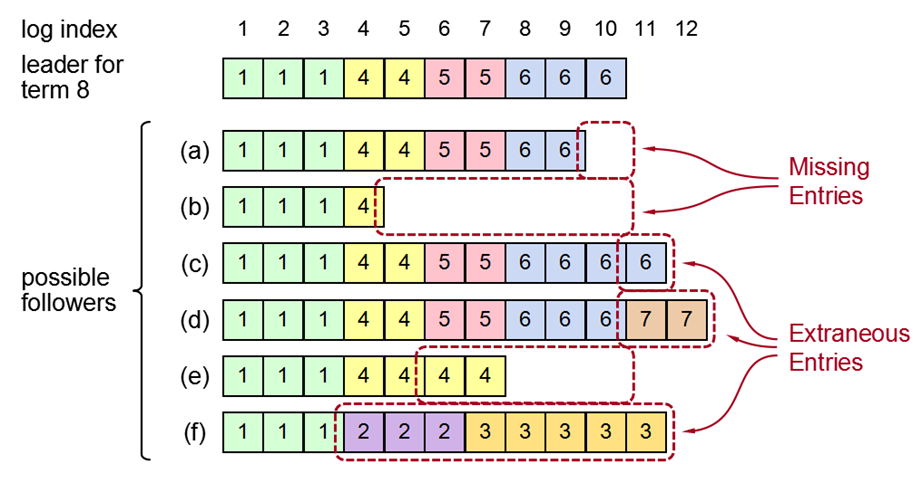 log index 1 2 3 4 5 6 7 8 9 10 11 12
leader for
term 8
1 1 1 4 4 5 5 6 6 6
(a) 1 1 1 4 4 5 5 6 6
Missing
Entries
(b) 1 1 1 4
(c) 1 1 1 4 4 5 5 6 6 6 6
possible
followers
(d) 1 1 1 4 4 5 5 6 6 6 7 7
Extraneous
Entries
(e) 1 1 1 4 4 4 4
(f) 1 1 1 2 2 2 3 3 3 3 3